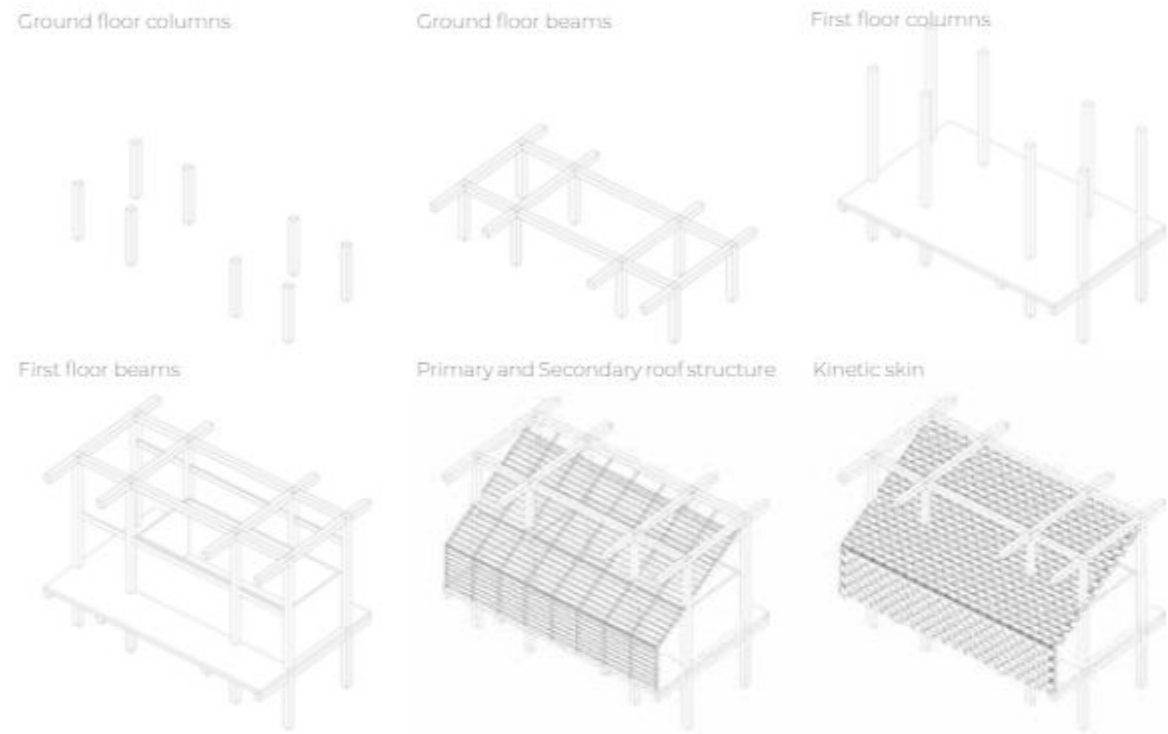 Ground floor columns
Ground floor beams
First floor columns
First floor beams
Primary and Secondary roof structure
Kinetic skin